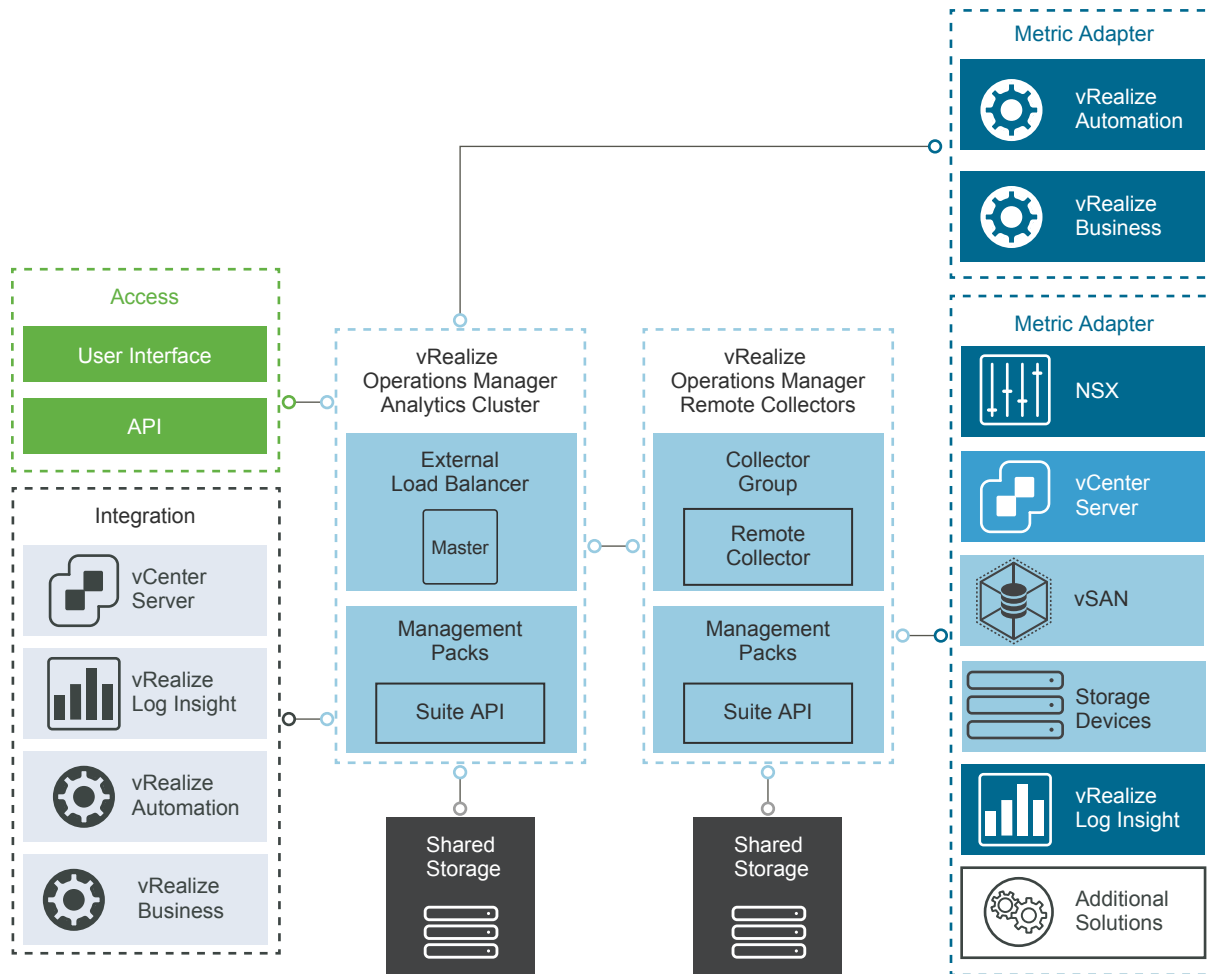 Access
User Interface
API
Integration
vCenter
Server
vRealize
Log Insight
vRealize
Automation
vRealize
Business
vRealize
Operations Manager
Analytics Cluster
External
Load Balancer
Master
Management
Packs
Suite API
Shared
Storage
vRealize
Operations Manager
Remote Collectors
Collector
Group
Remote
Collector
Management
Packs
Suite API
Shared
Storage
Metric Adapter
vRealize
Automation
vRealize
Business
Metric Adapter
NSX
vCenter
Server
vSAN
Storage
Devices
vRealize
Log Insight
Additional
Solutions